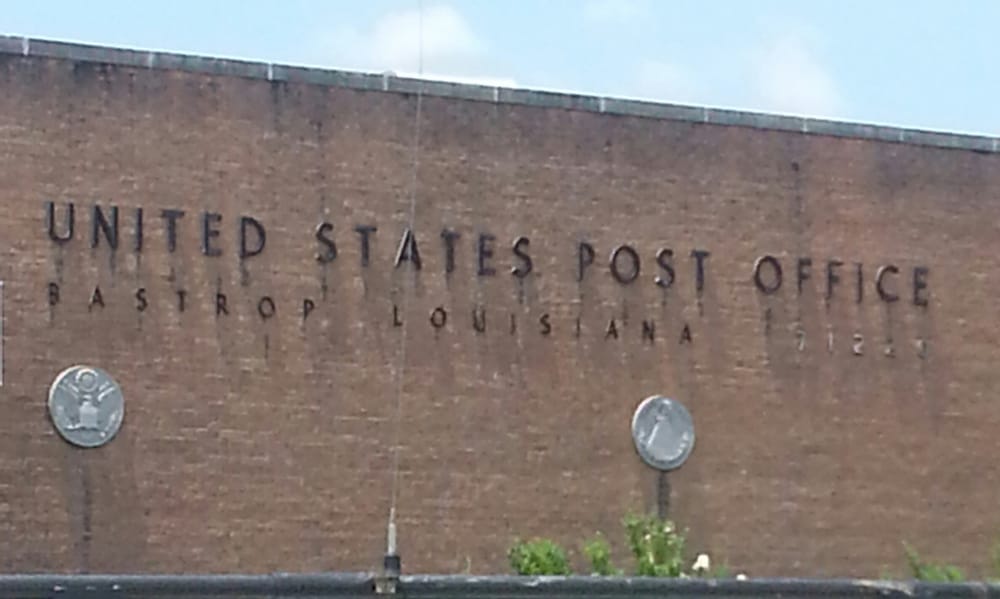 UNITED STATES POST OFFICE
BASTROP LOUISIANA